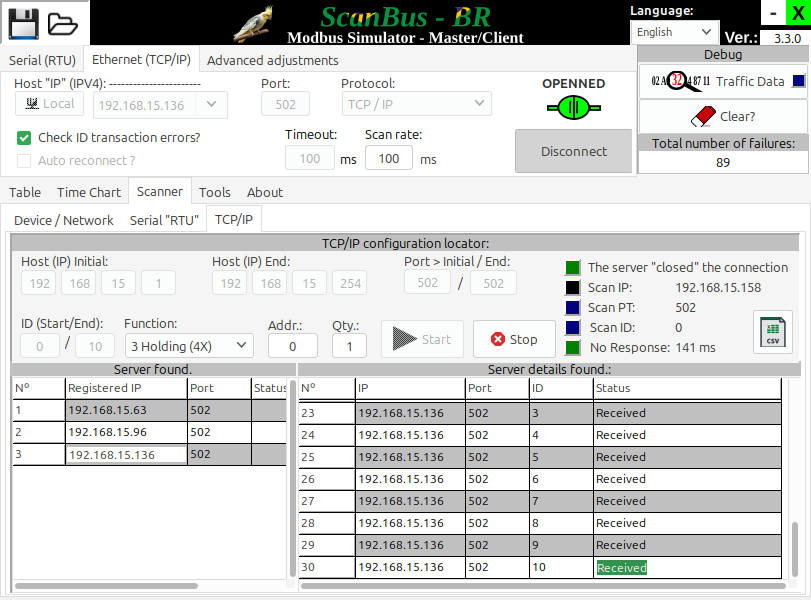 ScanBus - BR
Modbus Simulator - Master/Client
Language:
English
- X
Ver.: 3.3.0
Serial (RTU) Ethernet (TCP/IP) Advanced adjustments
Debug
Host "IP" (IPV4): -----------------------
Port:
Protocol:
OPENNED
Local
192.168.15.136
502
TCP / IP
02 A 32 4 87 11 Traffic Data
Clear?
Check ID transaction errors?
Timeout:
Scan rate:
Auto reconnect ?
100 ms
100 ms
Disconnect
Total number of failures:
89
Table Time Chart Scanner Tools About
Device / Network Serial "RTU" TCP/IP
TCP/IP configuration locator:
Host (IP) Initial:
Host (IP) End:
Port > Initial / End:
192 168 15 1
192 168 15 254
502 / 502
The server "closed" the connection
Scan IP: 192.168.15.158
Scan PT: 502
Scan ID: 0
No Response: 141 ms
CSV
ID (Start/End):
Function:
Addr.:
Qty.:
0 / 10
3 Holding (4X)
0
1
Start
Stop
Server found.
Nº Registered IP Port Status
1 192.168.15.63 502
2 192.168.15.96 502
3 192.168.15.136 502
Server details found.:
Nº IP Port ID Status
23 192.168.15.136 502 3 Received
24 192.168.15.136 502 4 Received
25 192.168.15.136 502 5 Received
26 192.168.15.136 502 6 Received
27 192.168.15.136 502 7 Received
28 192.168.15.136 502 8 Received
29 192.168.15.136 502 9 Received
30 192.168.15.136 502 10 Received